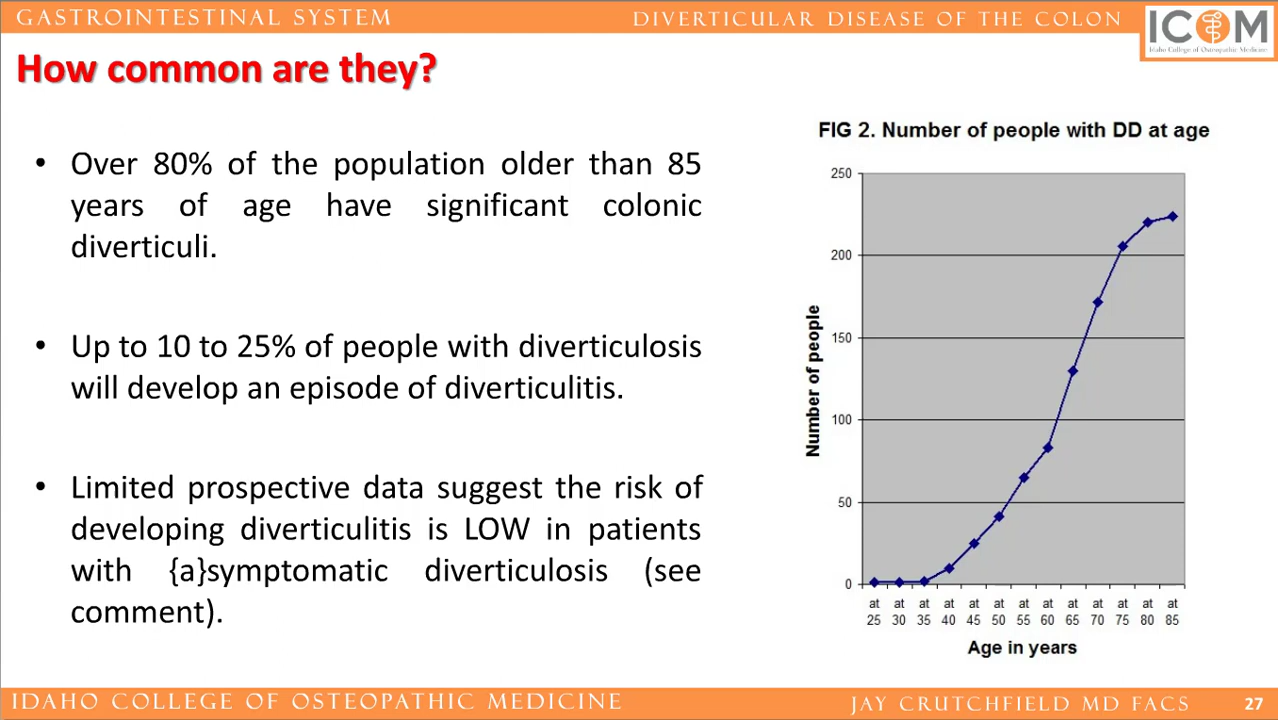 GASTROINTESTINAL SYSTEM
DIVERTICULAR DISEASE OF THE COLON
ICOM
Idaho College of Osteopathic Medicine
How common are they?
• Over 80% of the population older than 85
years of age have significant colonic
diverticuli.
• Up to 10 to 25% of people with diverticulosis
will develop an episode of diverticulitis.
• Limited prospective data suggest the risk of
developing diverticulitis is LOW in patients
with {a}symptomatic diverticulosis (see
comment).
FIG 2. Number of people with DD at age
250
200
150
100
50
0
Number of people
at at at at at at at at at at at at at
25 30 35 40 45 50 55 60 65 70 75 80 85
Age in years
IDAHO COLLEGE OF OSTEOPATHIC MEDICINE
JAY CRUTCHFIELD MD FACS
27